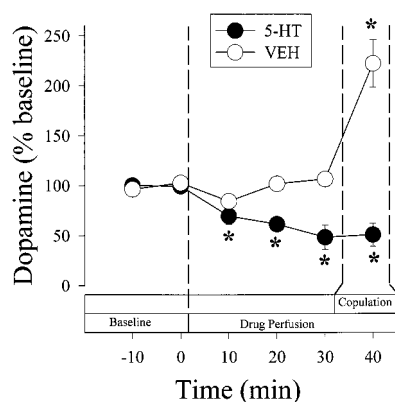 5-HT
VEH
Dopamine (% baseline)
250
200
150
100
50
0
*
* * * *
Copulation
Baseline Drug Perfusion
-10 0 10 20 30 40
Time (min)